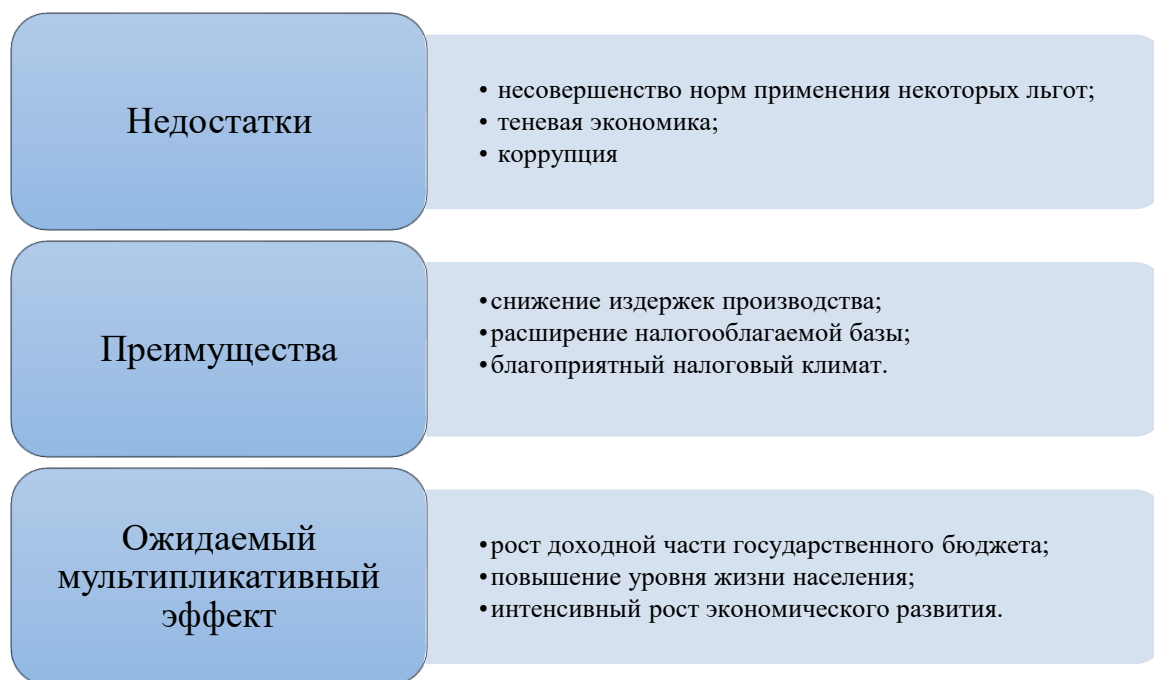 Недостатки
• несовершенство норм применения некоторых льгот;
• теневая экономика;
• коррупция
Преимущества
•снижение издержек производства;
•расширение налогооблагаемой базы;
•благоприятный налоговый климат.
Ожидаемый
мультипликативный
эффект
•рост доходной части государственного бюджета;
•повышение уровня жизни населения;
•интенсивный рост экономического развития.